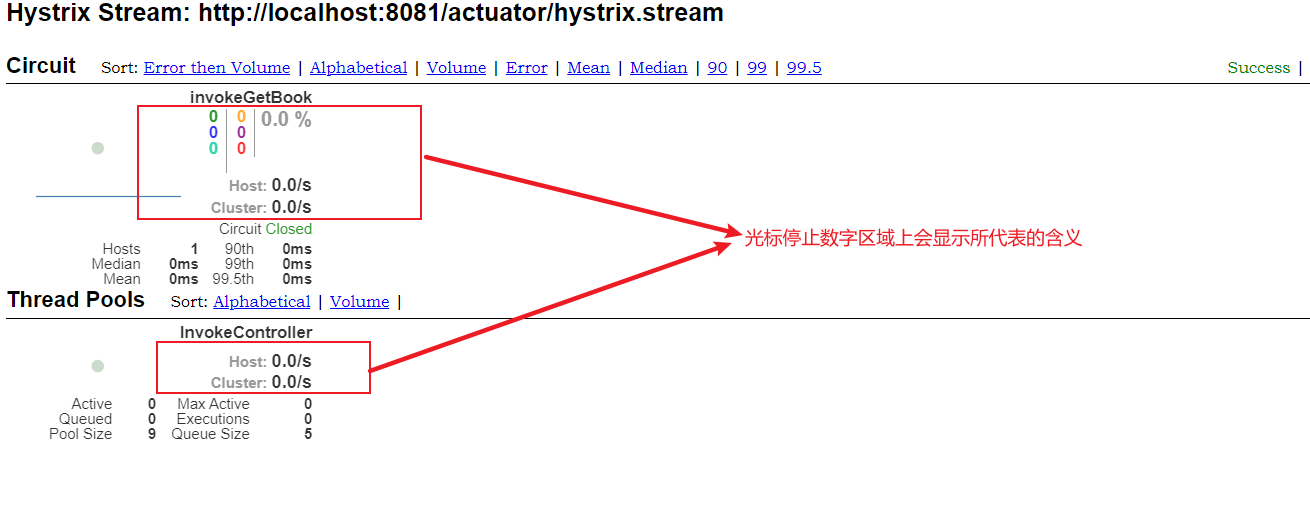 Hystrix Stream: http://localhost:8081/actuator/hystrix.stream
Circuit Sort: Error then Volume | Alphabetical | Volume | Error | Mean | Median | 90 | 99 | 99.5 Success |
invokeGetBook
0 0 0.0 %
0 0
0 0
Host: 0.0/s
Cluster: 0.0/s
Circuit Closed
Hosts 1 90th 0ms
Median 0ms 99th 0ms
Mean 0ms 99.5th 0ms
光标停止数字区域上会显示所代表的含义
Thread Pools Sort: Alphabetical | Volume |
InvokeController
Host: 0.0/s
Cluster: 0.0/s
Active 0 Max Active 0
Queued 0 Executions 0
Pool Size 9 Queue Size 5